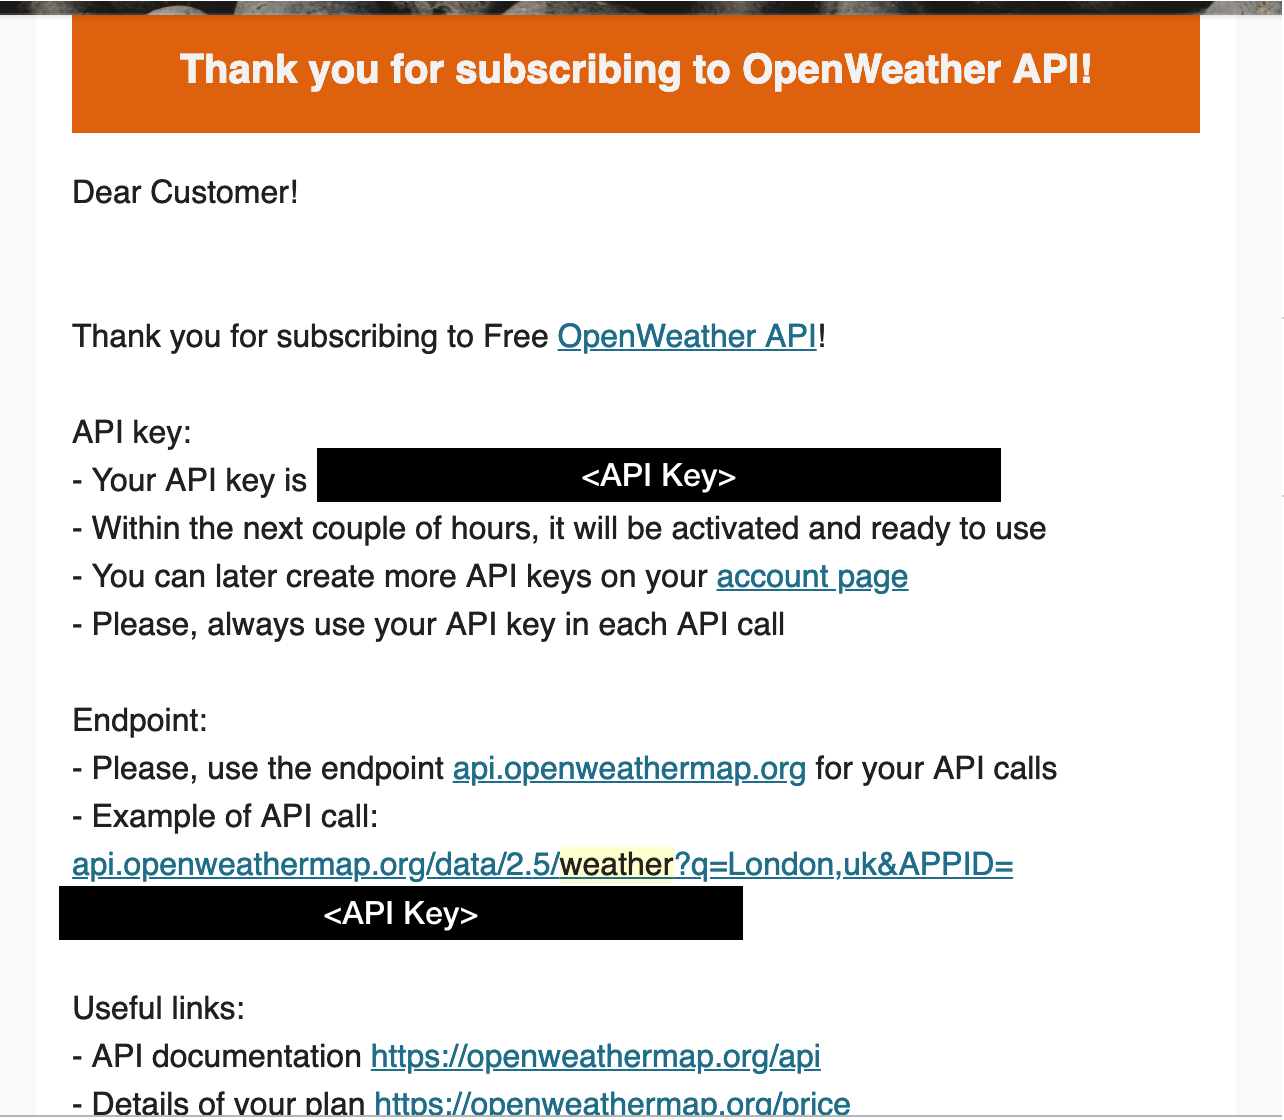 Thank you for subscribing to OpenWeather API!
Dear Customer!
Thank you for subscribing to Free OpenWeather API!
API key:
- Your API key is <API Key>
- Within the next couple of hours, it will be activated and ready to use
- You can later create more API keys on your account page
- Please, always use your API key in each API call
Endpoint:
- Please, use the endpoint api.openweathermap.org for your API calls
- Example of API call:
api.openweathermap.org/data/2.5/weather?q=London,uk&APPID=
<API Key>
Useful links:
- API documentation https://openweathermap.org/api
- Details of your plan https://openweathermap.org/price